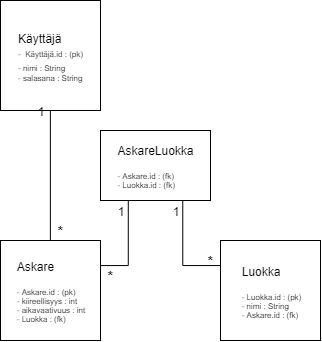 Käyttäjä
- Käyttäjä.id : (pk)
- nimi : String
- salasana : String
1
AskareLuokka
- Askare.id : (fk)
- Luokka.id : (fk)
1
1
*
*
*
Askare
- Askare.id : (pk)
- kiireellisyys : int
- aikavaativuus : int
- Luokka : (fk)
Luokka
- Luokka.id : (pk)
- nimi : String
- Askare.id : (fk)